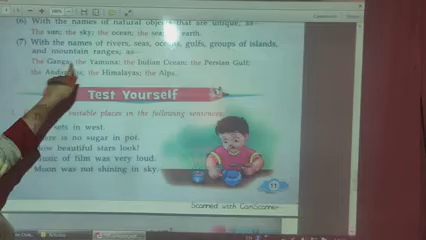 (6) With the names of natural objects that are unique; as—
The sun; the sky; the ocean; the sea; earth.
(7) With the names of rivers, seas, oceans, gulfs, groups of islands,
and mountain ranges; as—
The Ganga; the Yamuna; the Indian Ocean; the Persian Gulf;
the the Himalayas; the Alps.
Test Yourself
suitable places in the following sentences.
sets in west.
is no sugar in pot.
beautiful stars look!
Music of film was very loud.
Moon was not shining in sky.
Scanned with CamScanner